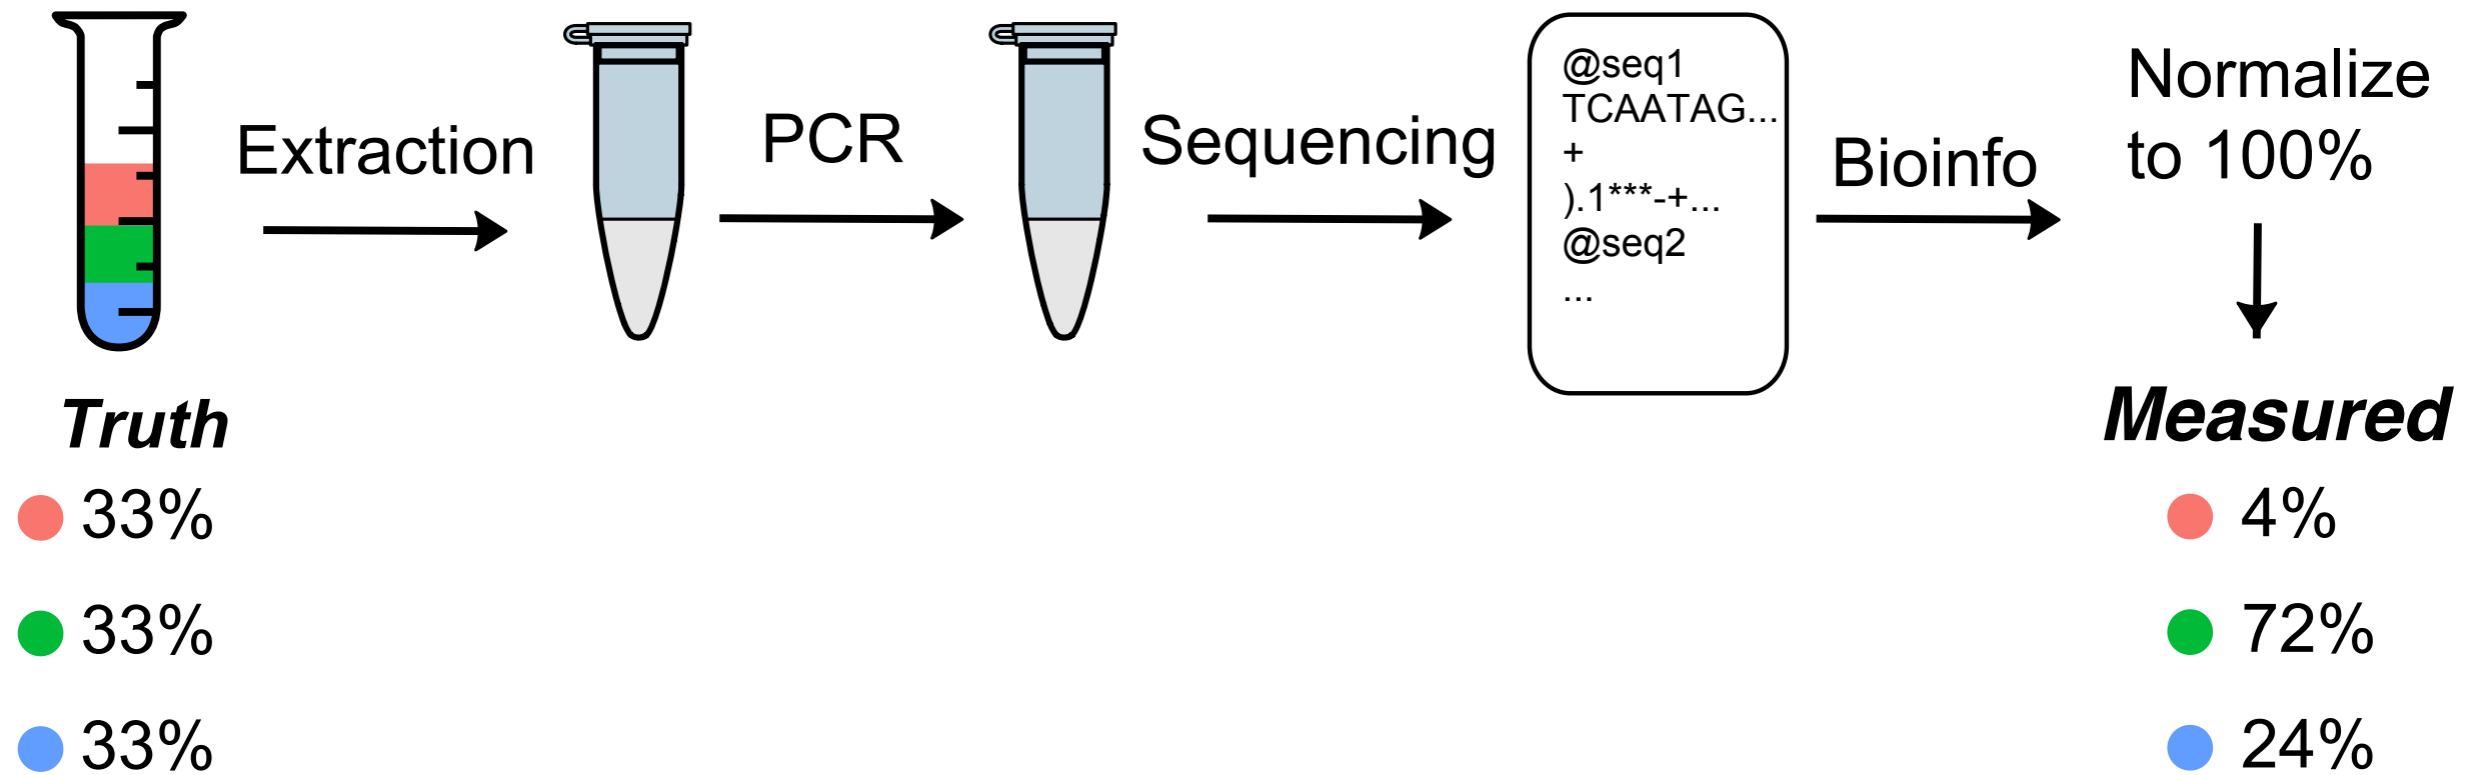 Extraction
PCR
Sequencing
@seq1
TCAATAG...
+
).1***-+...
@seq2
...
Bioinfo
Normalize
to 100%
Truth
33%
33%
33%
Measured
4%
72%
24%